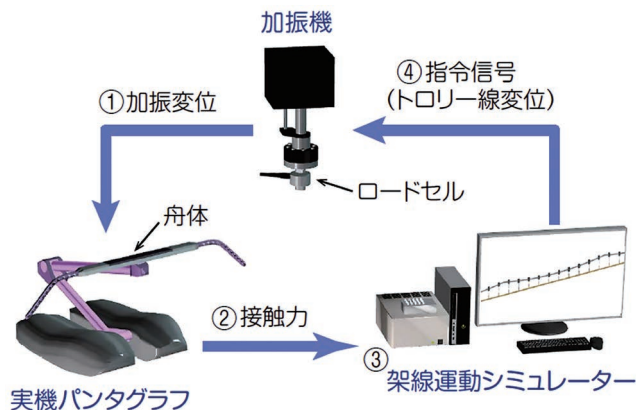 加振機
④指令信号
(トロリー線変位)
①加振変位
ロードセル
舟体
②接触力
③
架線運動シミュレーター
実機パンタグラフ